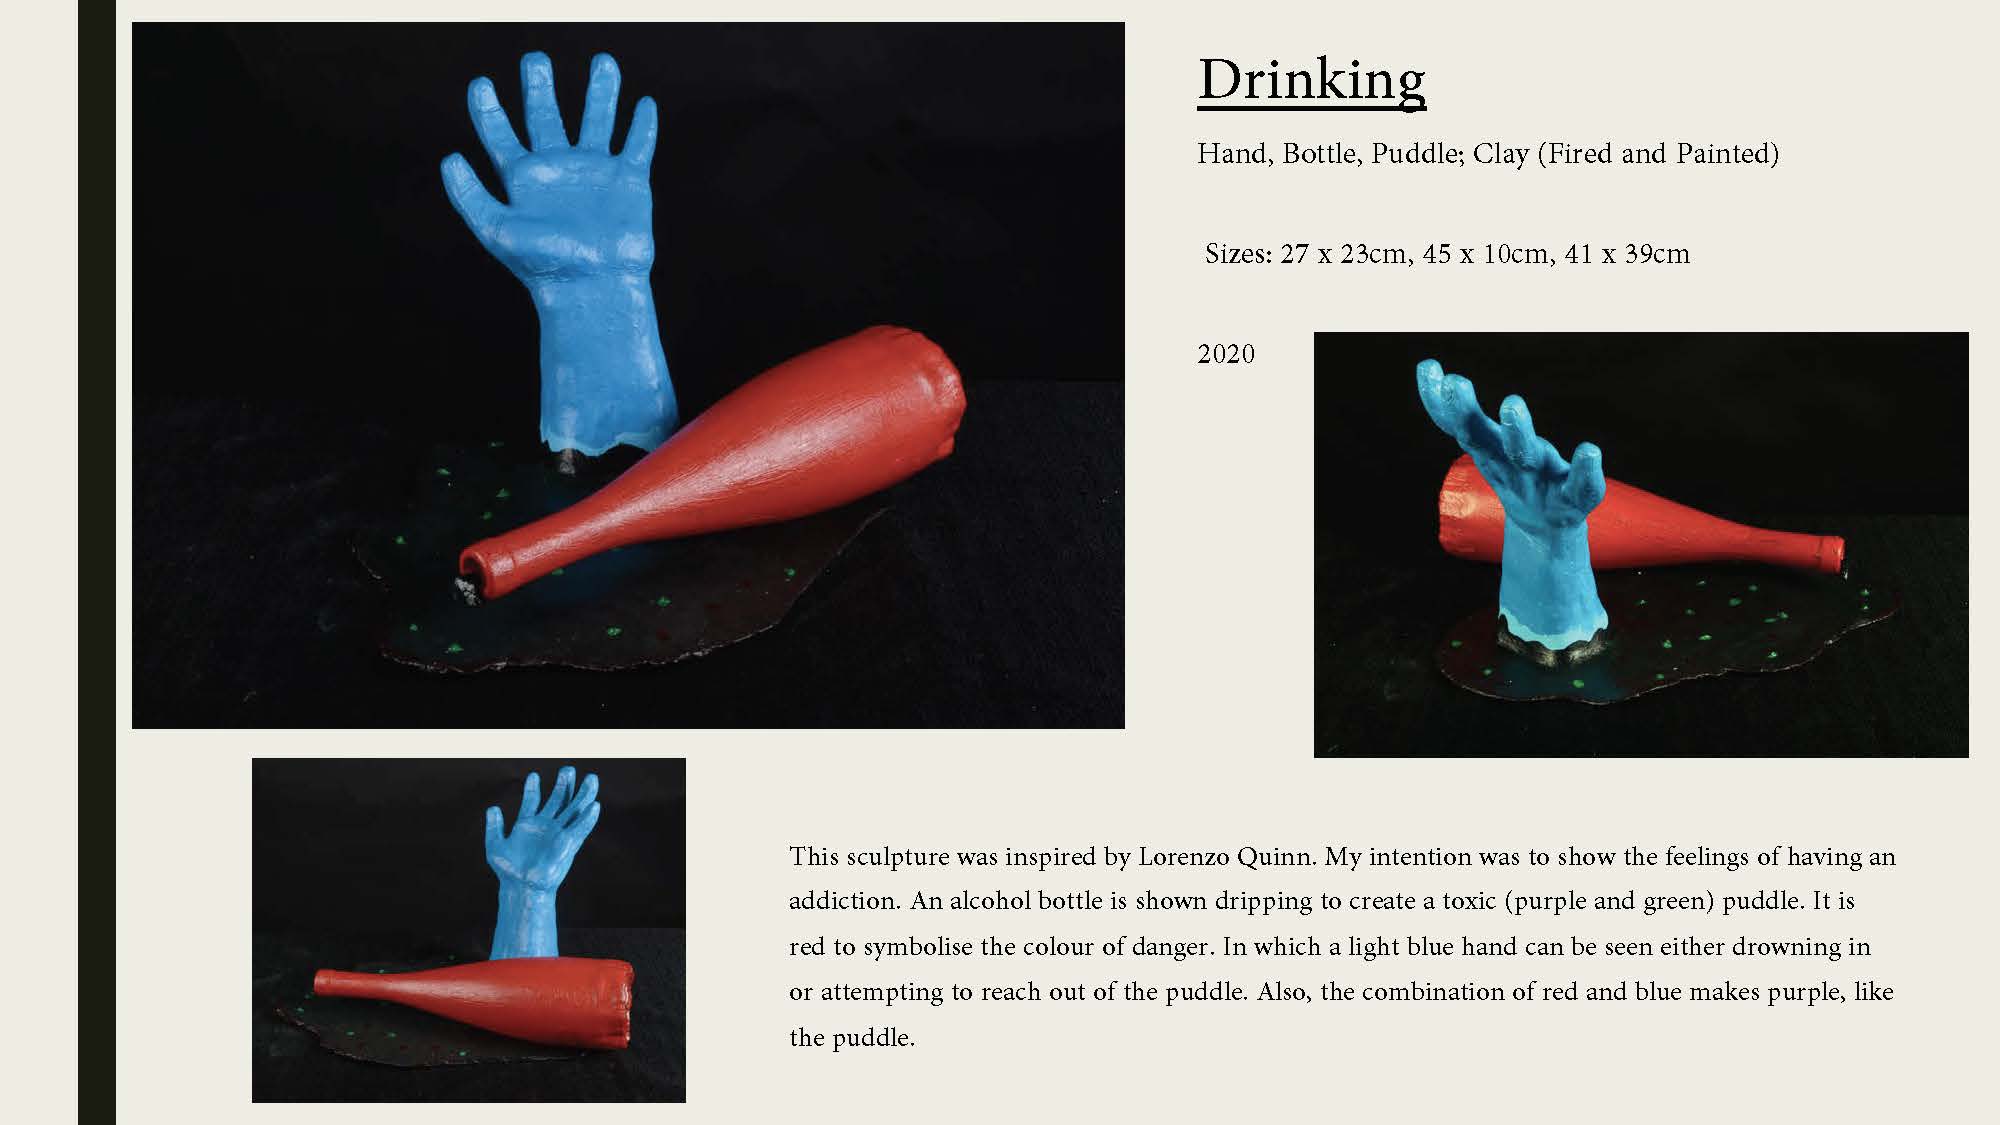 Drinking
Hand, Bottle, Puddle; Clay (Fired and Painted)
Sizes: 27 x 23cm, 45 x 10cm, 41 x 39cm
2020
This sculpture was inspired by Lorenzo Quinn. My intention was to show the feelings of having an
addiction. An alcohol bottle is shown dripping to create a toxic (purple and green) puddle. It is
red to symbolise the colour of danger. In which a light blue hand can be seen either drowning in
or attempting to reach out of the puddle. Also, the combination of red and blue makes purple, like
the puddle.